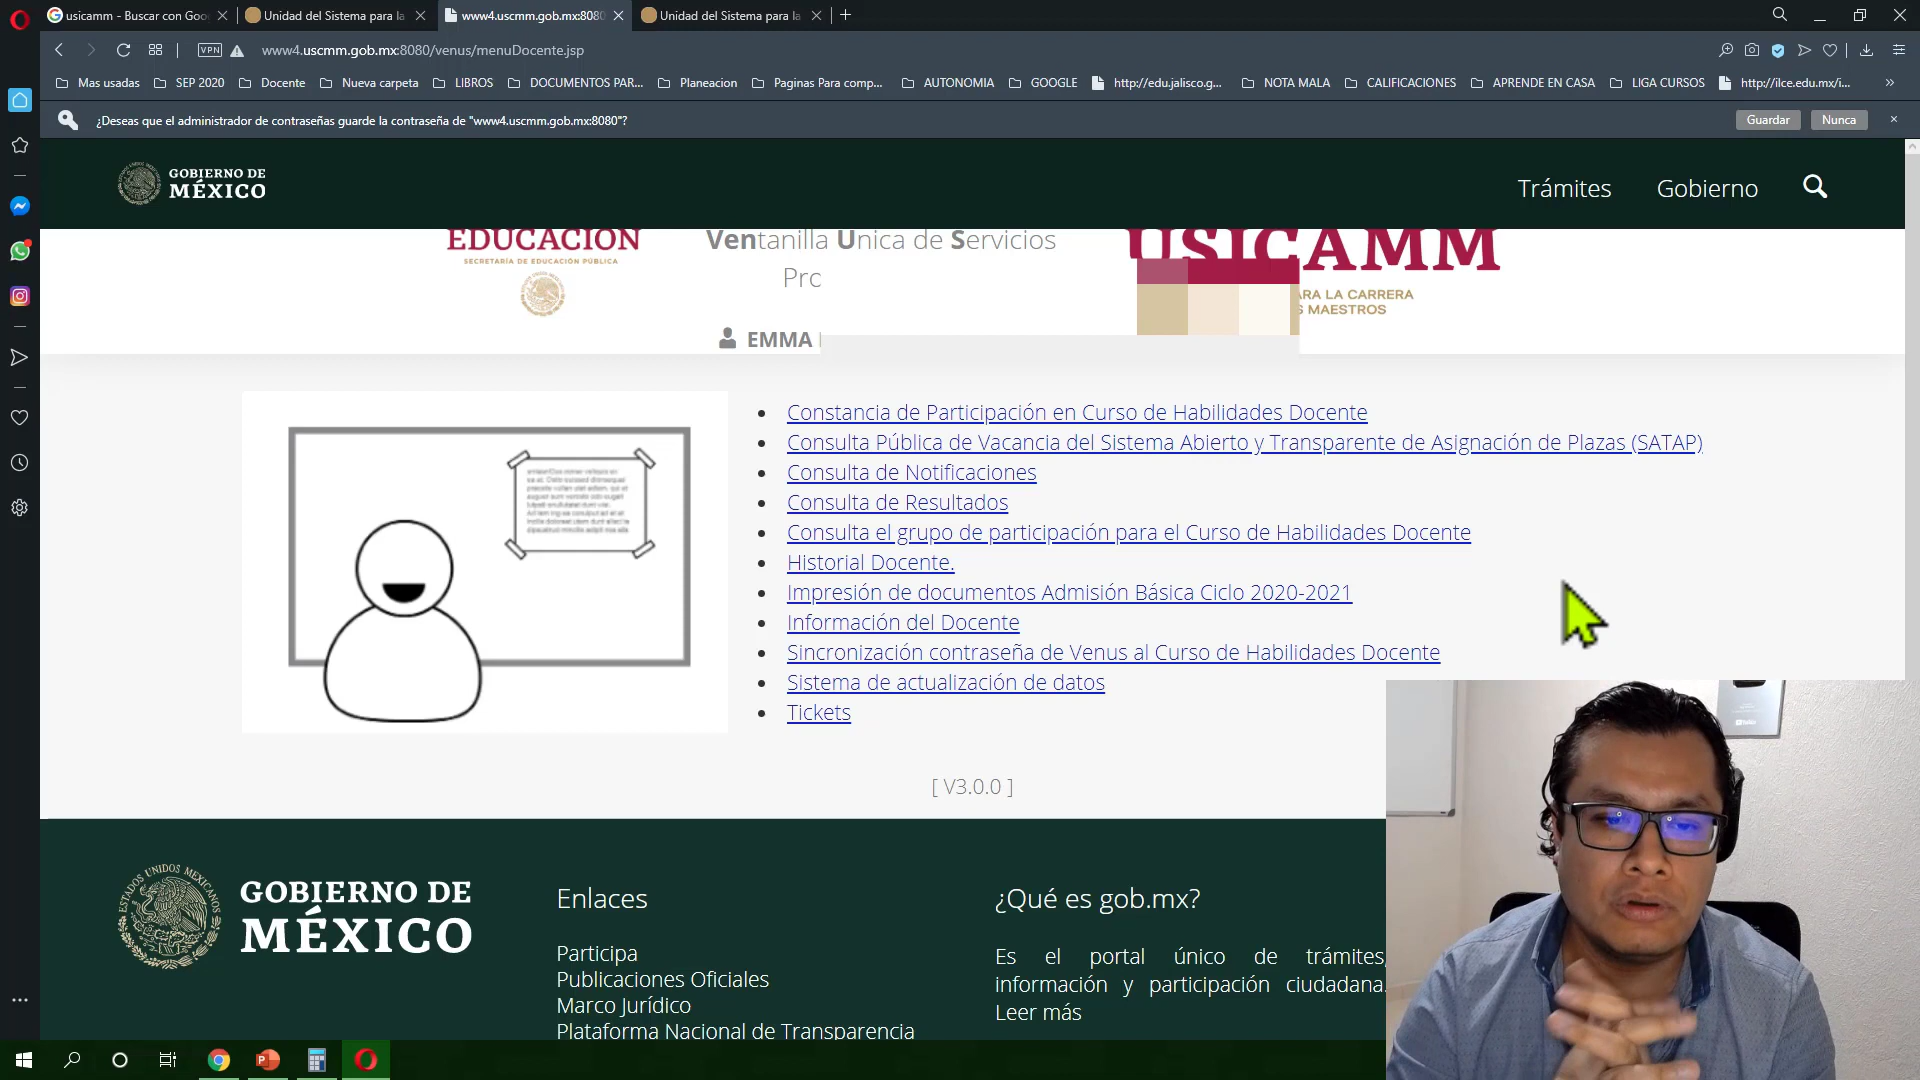 usicamm - Buscar con Goo
Unidad del Sistema para la
www4.uscmm.gob.mx:8080
Unidad del Sistema para la
VPN
www4.uscmm.gob.mx:8080/venus/menuDocente.jsp
Mas usadas
SEP 2020
Docente
Nueva carpeta
LIBROS
DOCUMENTOS PAR...
Planeacion
Paginas Para comp...
AUTONOMIA
GOOGLE
http://edu.jalisco.g...
NOTA MALA
CALIFICACIONES
APRENDE EN CASA
LIGA CURSOS
http://ilce.edu.mx/i...
¿Deseas que el administrador de contraseñas guarde la contraseña de "www4.uscmm.gob.mx:8080"?
Guardar
Nunca
GOBIERNO DE
MÉXICO
Trámites
Gobierno
EDUCACIÓN
SECRETARÍA DE EDUCACIÓN PÚBLICA
Ventanilla Única de Servicios
Prc
USICAMM
ARA LA CARRERA
S MAESTROS
EMMA
Constancia de Participación en Curso de Habilidades Docente
Consulta Pública de Vacancia del Sistema Abierto y Transparente de Asignación de Plazas (SATAP)
Consulta de Notificaciones
Consulta de Resultados
Consulta el grupo de participación para el Curso de Habilidades Docente
Historial Docente.
Impresión de documentos Admisión Básica Ciclo 2020-2021
Información del Docente
Sincronización contraseña de Venus al Curso de Habilidades Docente
Sistema de actualización de datos
Tickets
[ V3.0.0 ]
ESTADOS UNIDOS MEXICANOS
GOBIERNO DE
MÉXICO
Enlaces
Participa
Publicaciones Oficiales
Marco Jurídico
Plataforma Nacional de Transparencia
¿Qué es gob.mx?
Es el portal único de trámites,
información y participación ciudadana.
Leer más
YouTube